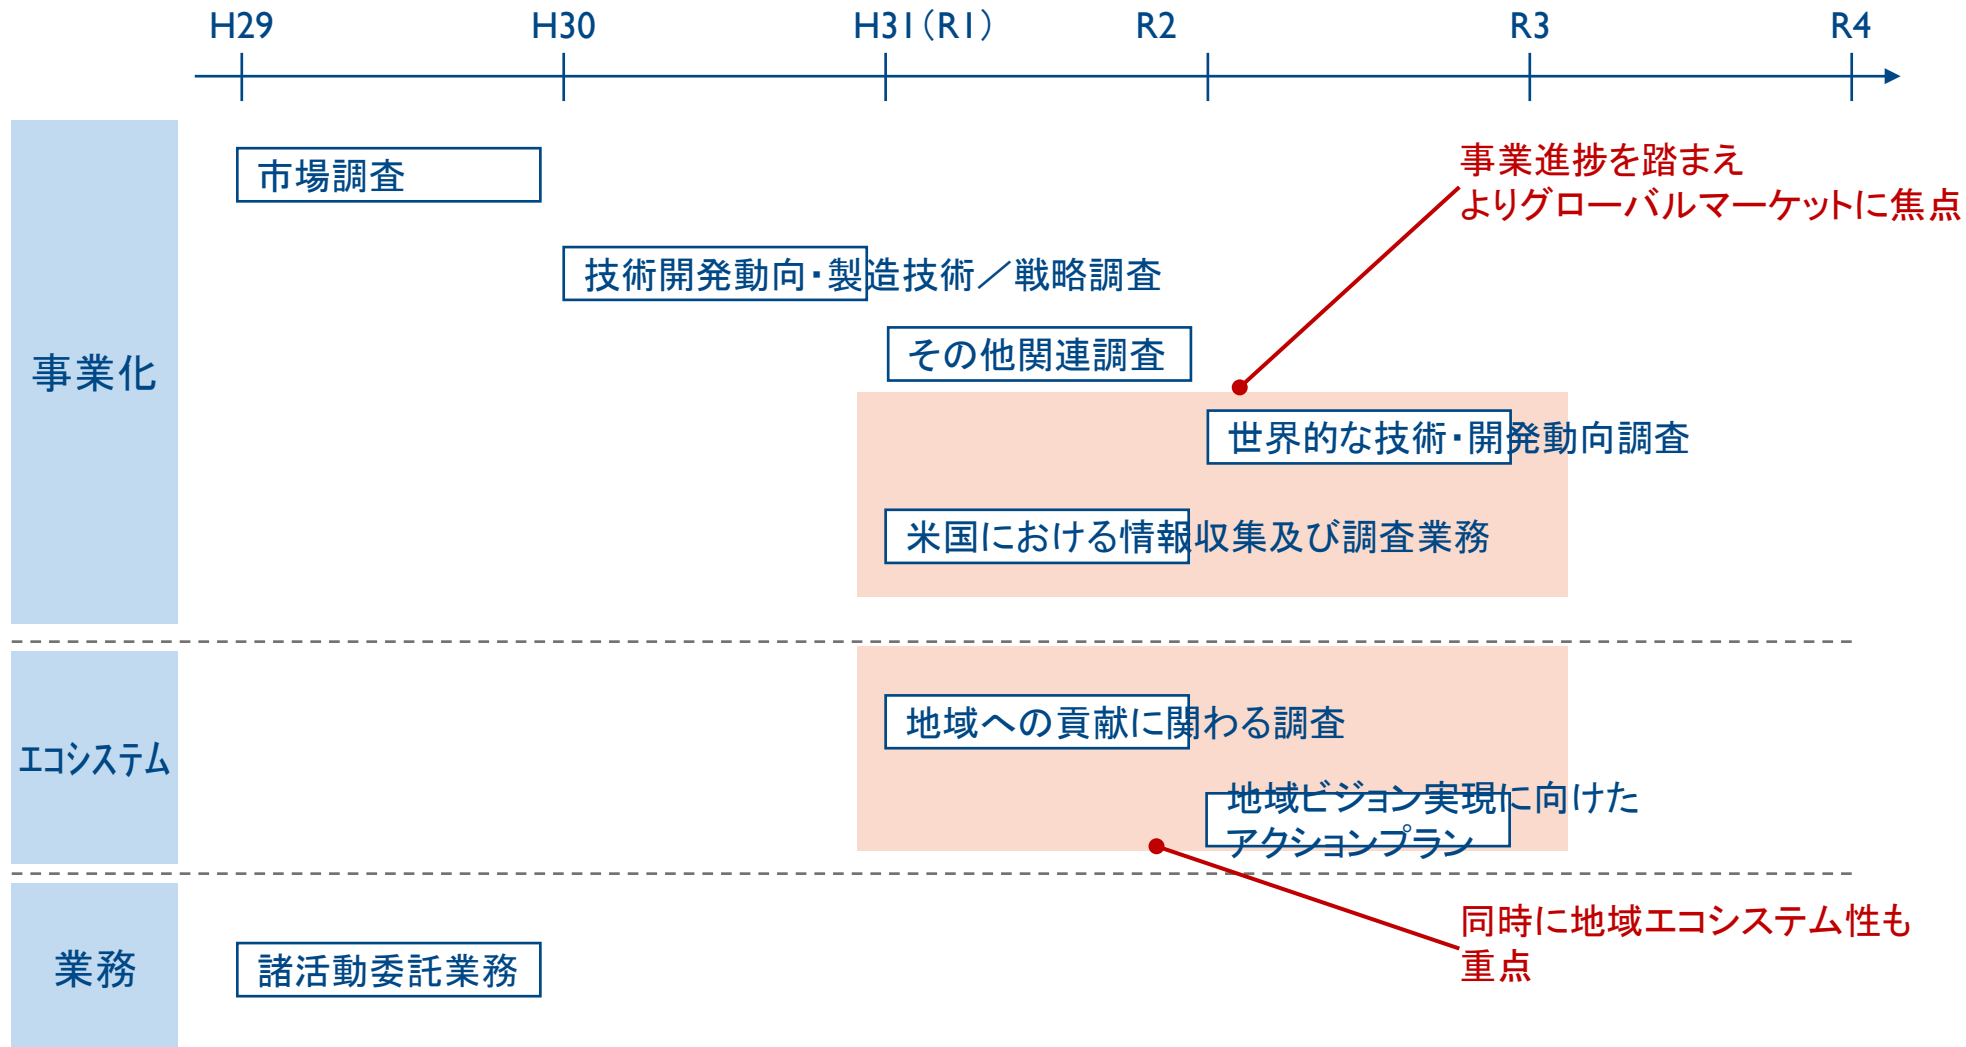 H29 H30 H31(R1) R2 R3 R4
市場調査
事業進捗を踏まえ
よりグローバルマーケットに焦点
技術開発動向・製造技術／戦略調査
その他関連調査
事業化
世界的な技術・開発動向調査
米国における情報収集及び調査業務
地域への貢献に関わる調査
エコシステム
地域ビジョン実現に向けた
アクションプラン
同時に地域エコシステム性も
重点
業務
諸活動委託業務